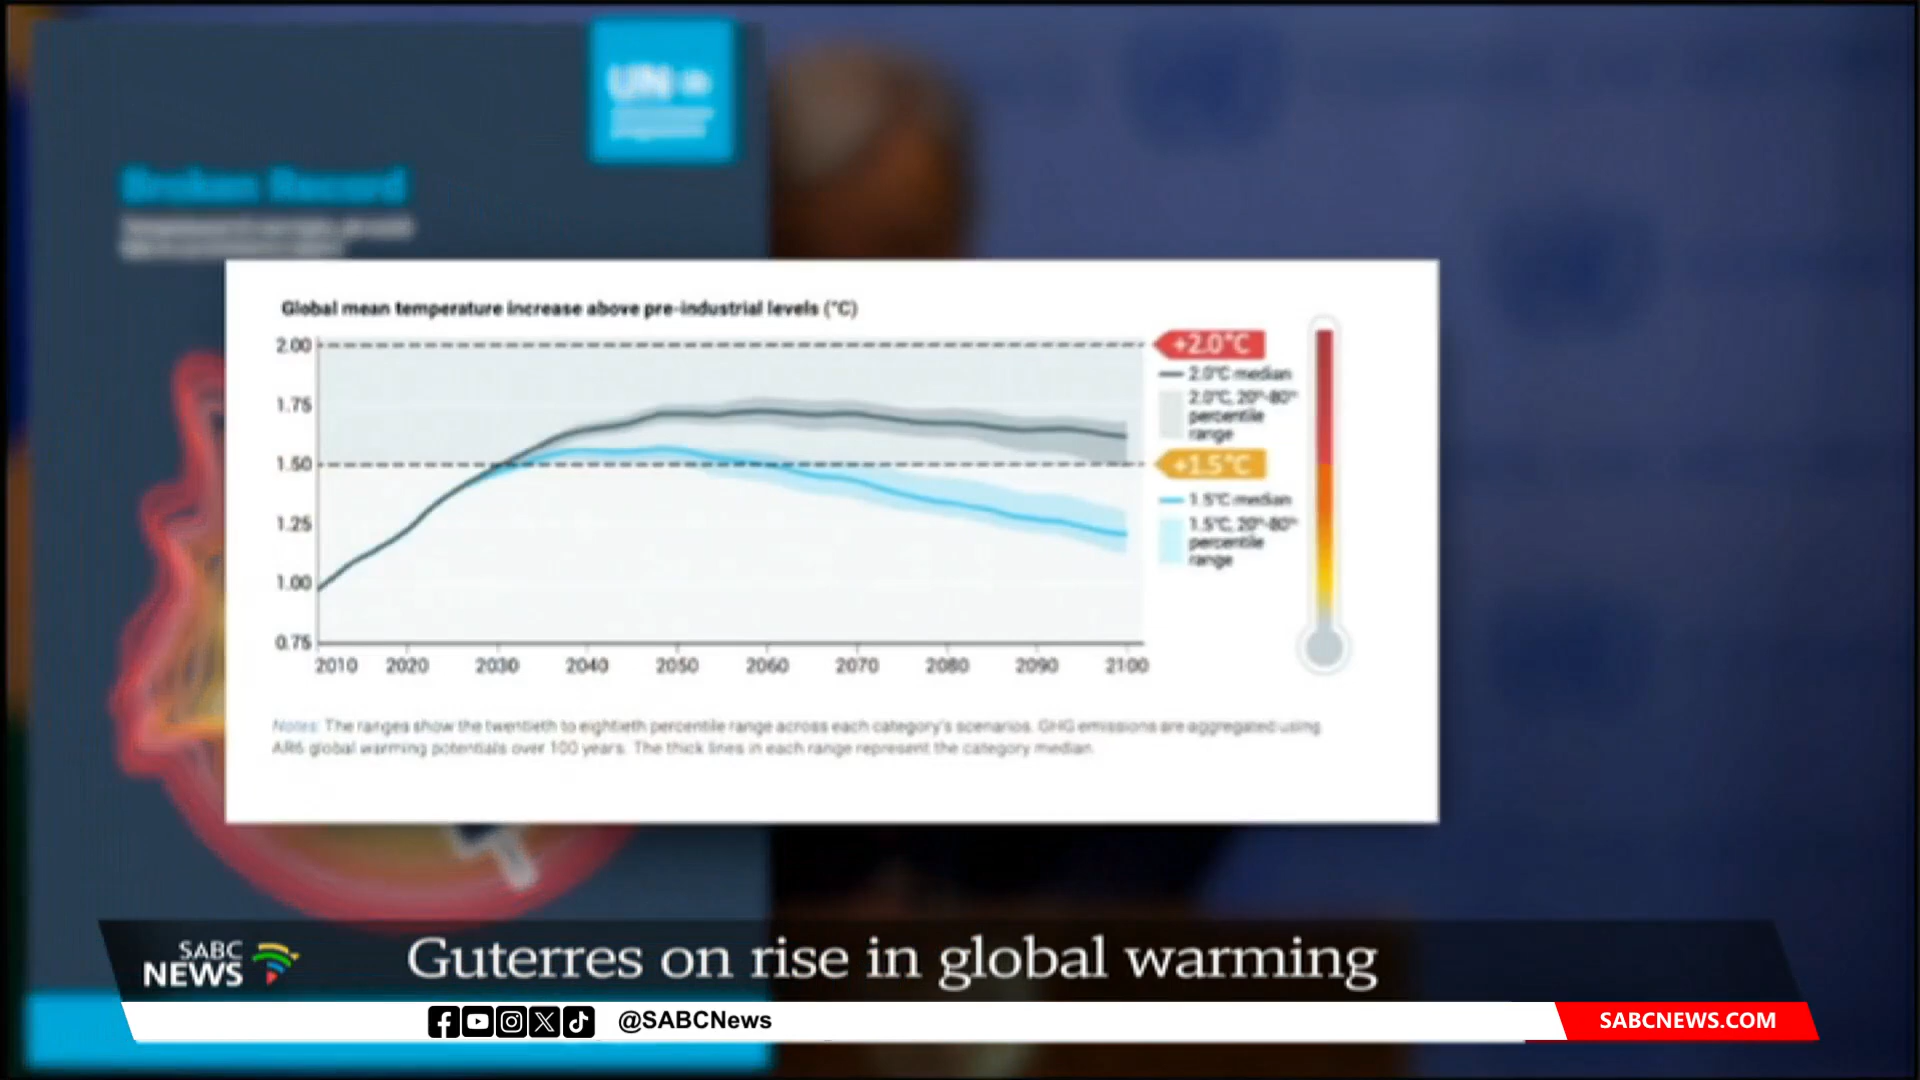 UN
Broken Record
Global mean temperature increase above pre-industrial levels (°C)
2.00
1.75
1.50
1.25
1.00
0.75
2010 2020 2030 2040 2050 2060 2070 2080 2090 2100
+2.0°C
2.0°C median
2.0°C, 20ᵗʰ-80ᵗʰ
percentile
range
+1.5°C
1.5°C median
1.5°C, 20ᵗʰ-80ᵗʰ
percentile
range
Notes: The ranges show the twentieth to eightieth percentile range across each category's scenarios. GHG emissions are aggregated using
AR6 global warming potentials over 100 years. The thick lines in each range represent the category median.
SABC
NEWS
Guterres on rise in global warming
@SABCNews
SABCNEWS.COM